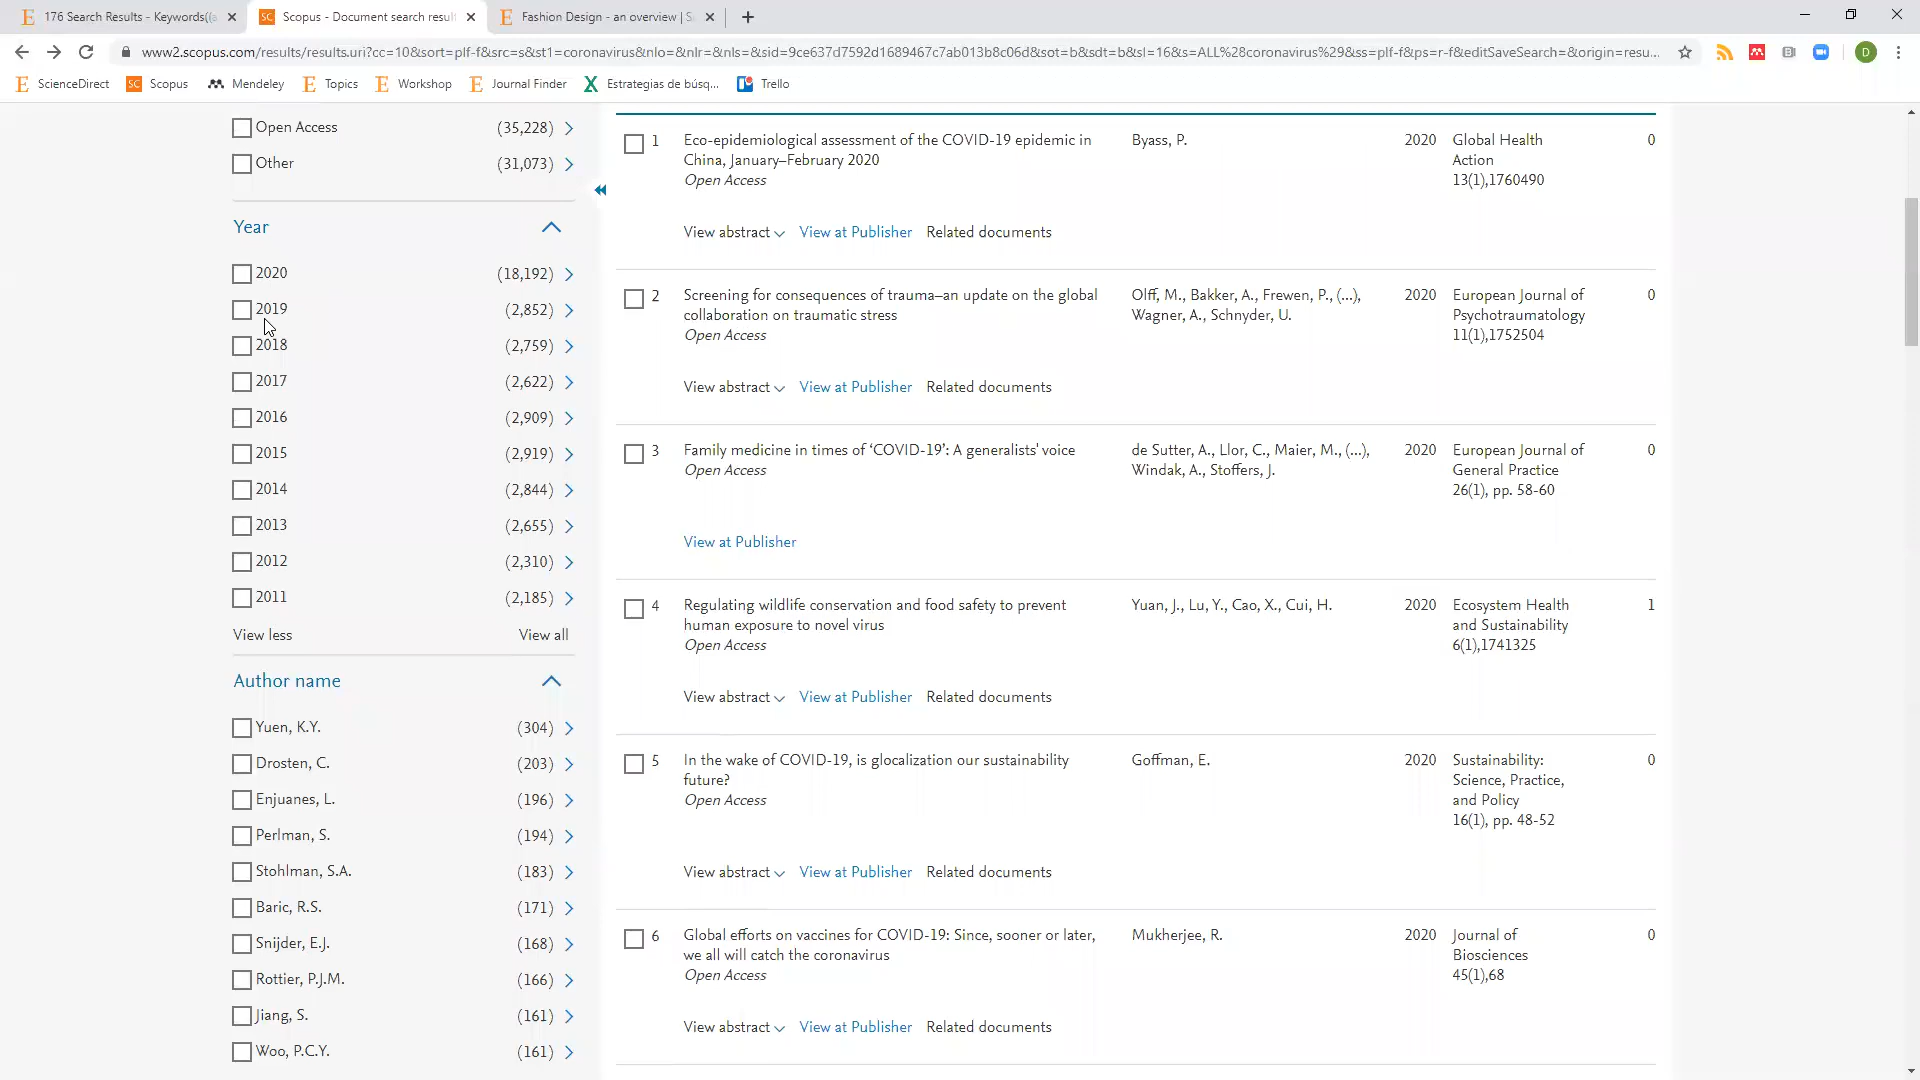 176 Search Results - Keywords((a
Scopus - Document search result
Fashion Design - an overview | S
www2.scopus.com/results/results.uri?cc=10&sort=plf-f&src=s&st1=coronavirus&nlo=&nlr=&nls=&sid=9ce637d7592d1689467c7ab013b8c06d&sot=b&sdt=b&sl=16&s=ALL%28coronavirus%29&ss=plf-f&ps=r-f&editSaveSearch=&origin=resu...
D
ScienceDirect
Scopus
Mendeley
Topics
Workshop
Journal Finder
Estrategias de búsq...
Trello
Open Access (35,228)
Other (31,073)
Year
2020 (18,192)
2019 (2,852)
2018 (2,759)
2017 (2,622)
2016 (2,909)
2015 (2,919)
2014 (2,844)
2013 (2,655)
2012 (2,310)
2011 (2,185)
View less View all
Author name
Yuen, K.Y. (304)
Drosten, C. (203)
Enjuanes, L. (196)
Perlman, S. (194)
Stohlman, S.A. (183)
Baric, R.S. (171)
Snijder, E.J. (168)
Rottier, P.J.M. (166)
Jiang, S. (161)
Woo, P.C.Y. (161)
1 Eco-epidemiological assessment of the COVID-19 epidemic in Byass, P. 2020 Global Health 0
China, January–February 2020 Action
Open Access 13(1),1760490
View abstract View at Publisher Related documents
2 Screening for consequences of trauma–an update on the global Olff, M., Bakker, A., Frewen, P., (...), 2020 European Journal of 0
collaboration on traumatic stress Wagner, A., Schnyder, U. Psychotraumatology
Open Access 11(1),1752504
View abstract View at Publisher Related documents
3 Family medicine in times of ‘COVID-19’: A generalists’ voice de Sutter, A., Llor, C., Maier, M., (...), 2020 European Journal of 0
Open Access Windak, A., Stoffers, J. General Practice
26(1), pp. 58-60
View at Publisher
4 Regulating wildlife conservation and food safety to prevent Yuan, J., Lu, Y., Cao, X., Cui, H. 2020 Ecosystem Health 1
human exposure to novel virus and Sustainability
Open Access 6(1),1741325
View abstract View at Publisher Related documents
5 In the wake of COVID-19, is glocalization our sustainability Goffman, E. 2020 Sustainability: 0
future? Science, Practice,
Open Access and Policy
16(1), pp. 48-52
View abstract View at Publisher Related documents
6 Global efforts on vaccines for COVID-19: Since, sooner or later, Mukherjee, R. 2020 Journal of 0
we all will catch the coronavirus Biosciences
Open Access 45(1),68
View abstract View at Publisher Related documents